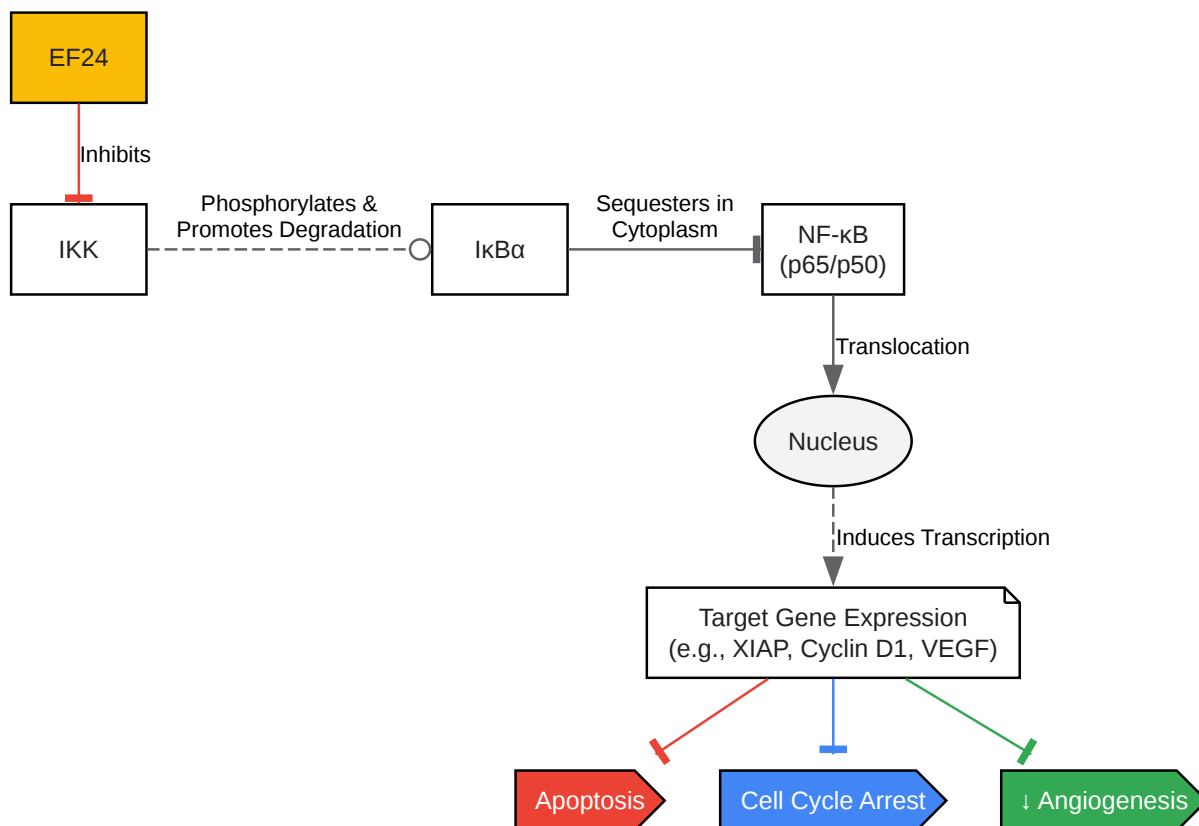 EF24
Inhibits
IKK
Phosphorylates &
Promotes Degradation
IκBα
Sequesters in
Cytoplasm
NF-κB
(p65/p50)
Translocation
Nucleus
Induces Transcription
Target Gene Expression
(e.g., XIAP, Cyclin D1, VEGF)
Apoptosis
Cell Cycle Arrest
↓ Angiogenesis